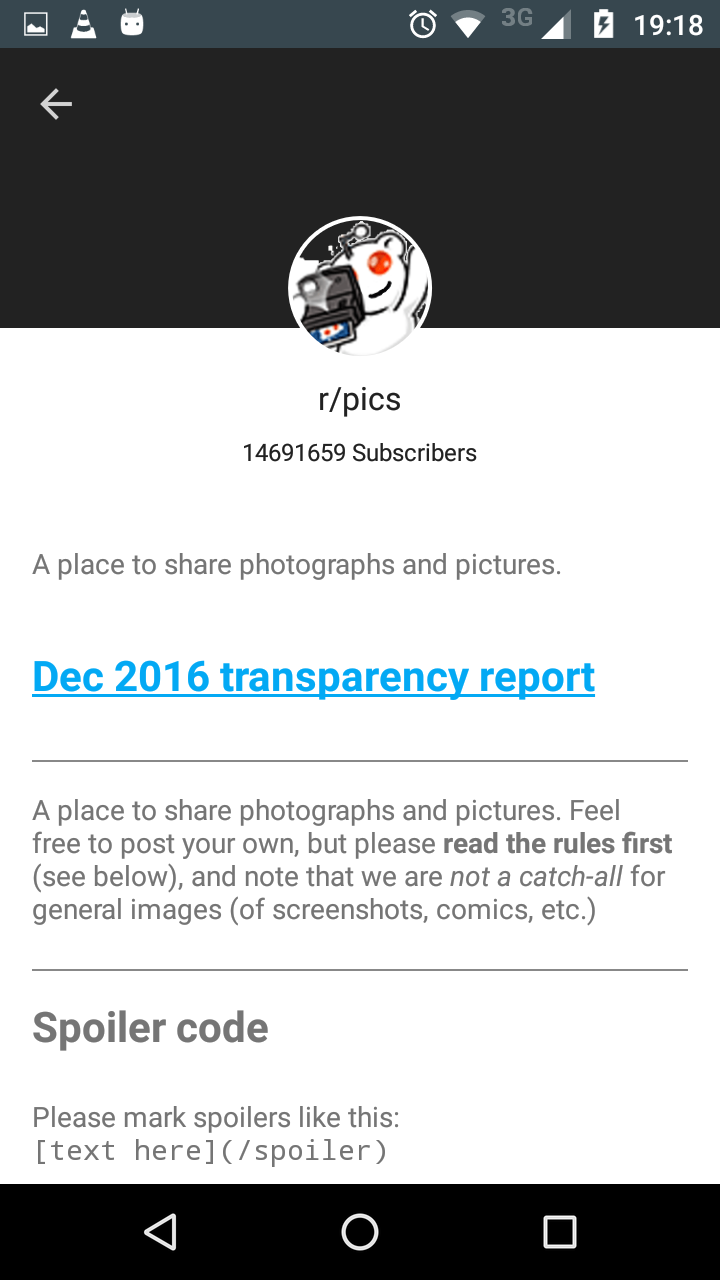 3G 19:18
r/pics
14691659 Subscribers
A place to share photographs and pictures.
Dec 2016 transparency report
A place to share photographs and pictures. Feel
free to post your own, but please read the rules first
(see below), and note that we are not a catch-all for
general images (of screenshots, comics, etc.)
Spoiler code
Please mark spoilers like this:
[text here](/spoiler)